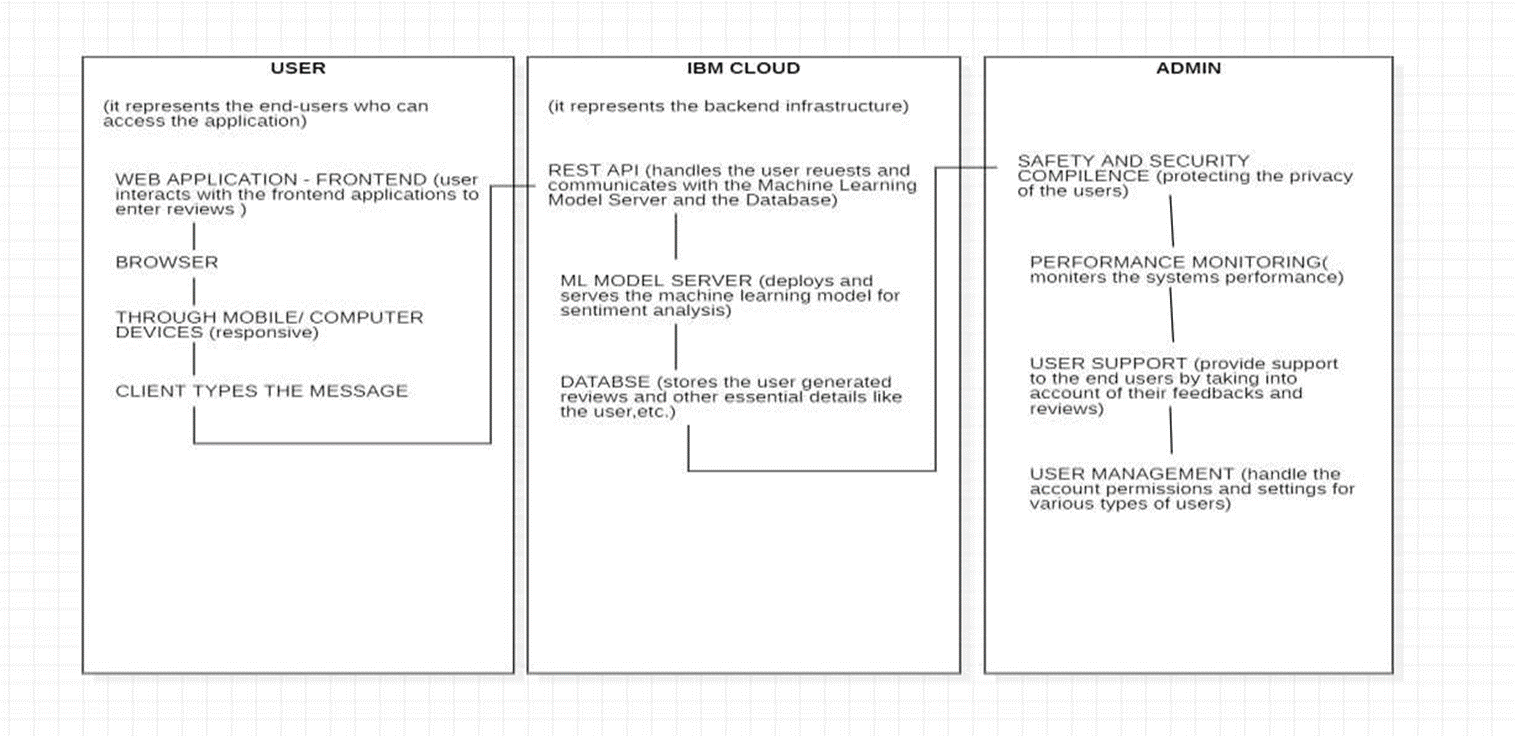 USER
(it represents the end-users who can
access the application)
WEB APPLICATION - FRONTEND (user
interacts with the frontend applications to
enter reviews )
BROWSER
THROUGH MOBILE/ COMPUTER
DEVICES (responsive)
CLIENT TYPES THE MESSAGE
IBM CLOUD
(it represents the backend infrastructure)
REST API (handles the user reuests and
communicates with the Machine Learning
Model Server and the Database)
ML MODEL SERVER (deploys and
serves the machine learning model for
sentiment analysis)
DATABSE (stores the user generated
reviews and other essential details like
the user,etc.)
ADMIN
SAFETY AND SECURITY
COMPILENCE (protecting the privacy
of the users)
PERFORMANCE MONITORING(
moniters the systems performance)
USER SUPPORT (provide support
to the end users by taking into
account of their feedbacks and
reviews)
USER MANAGEMENT (handle the
account permissions and settings for
various types of users)